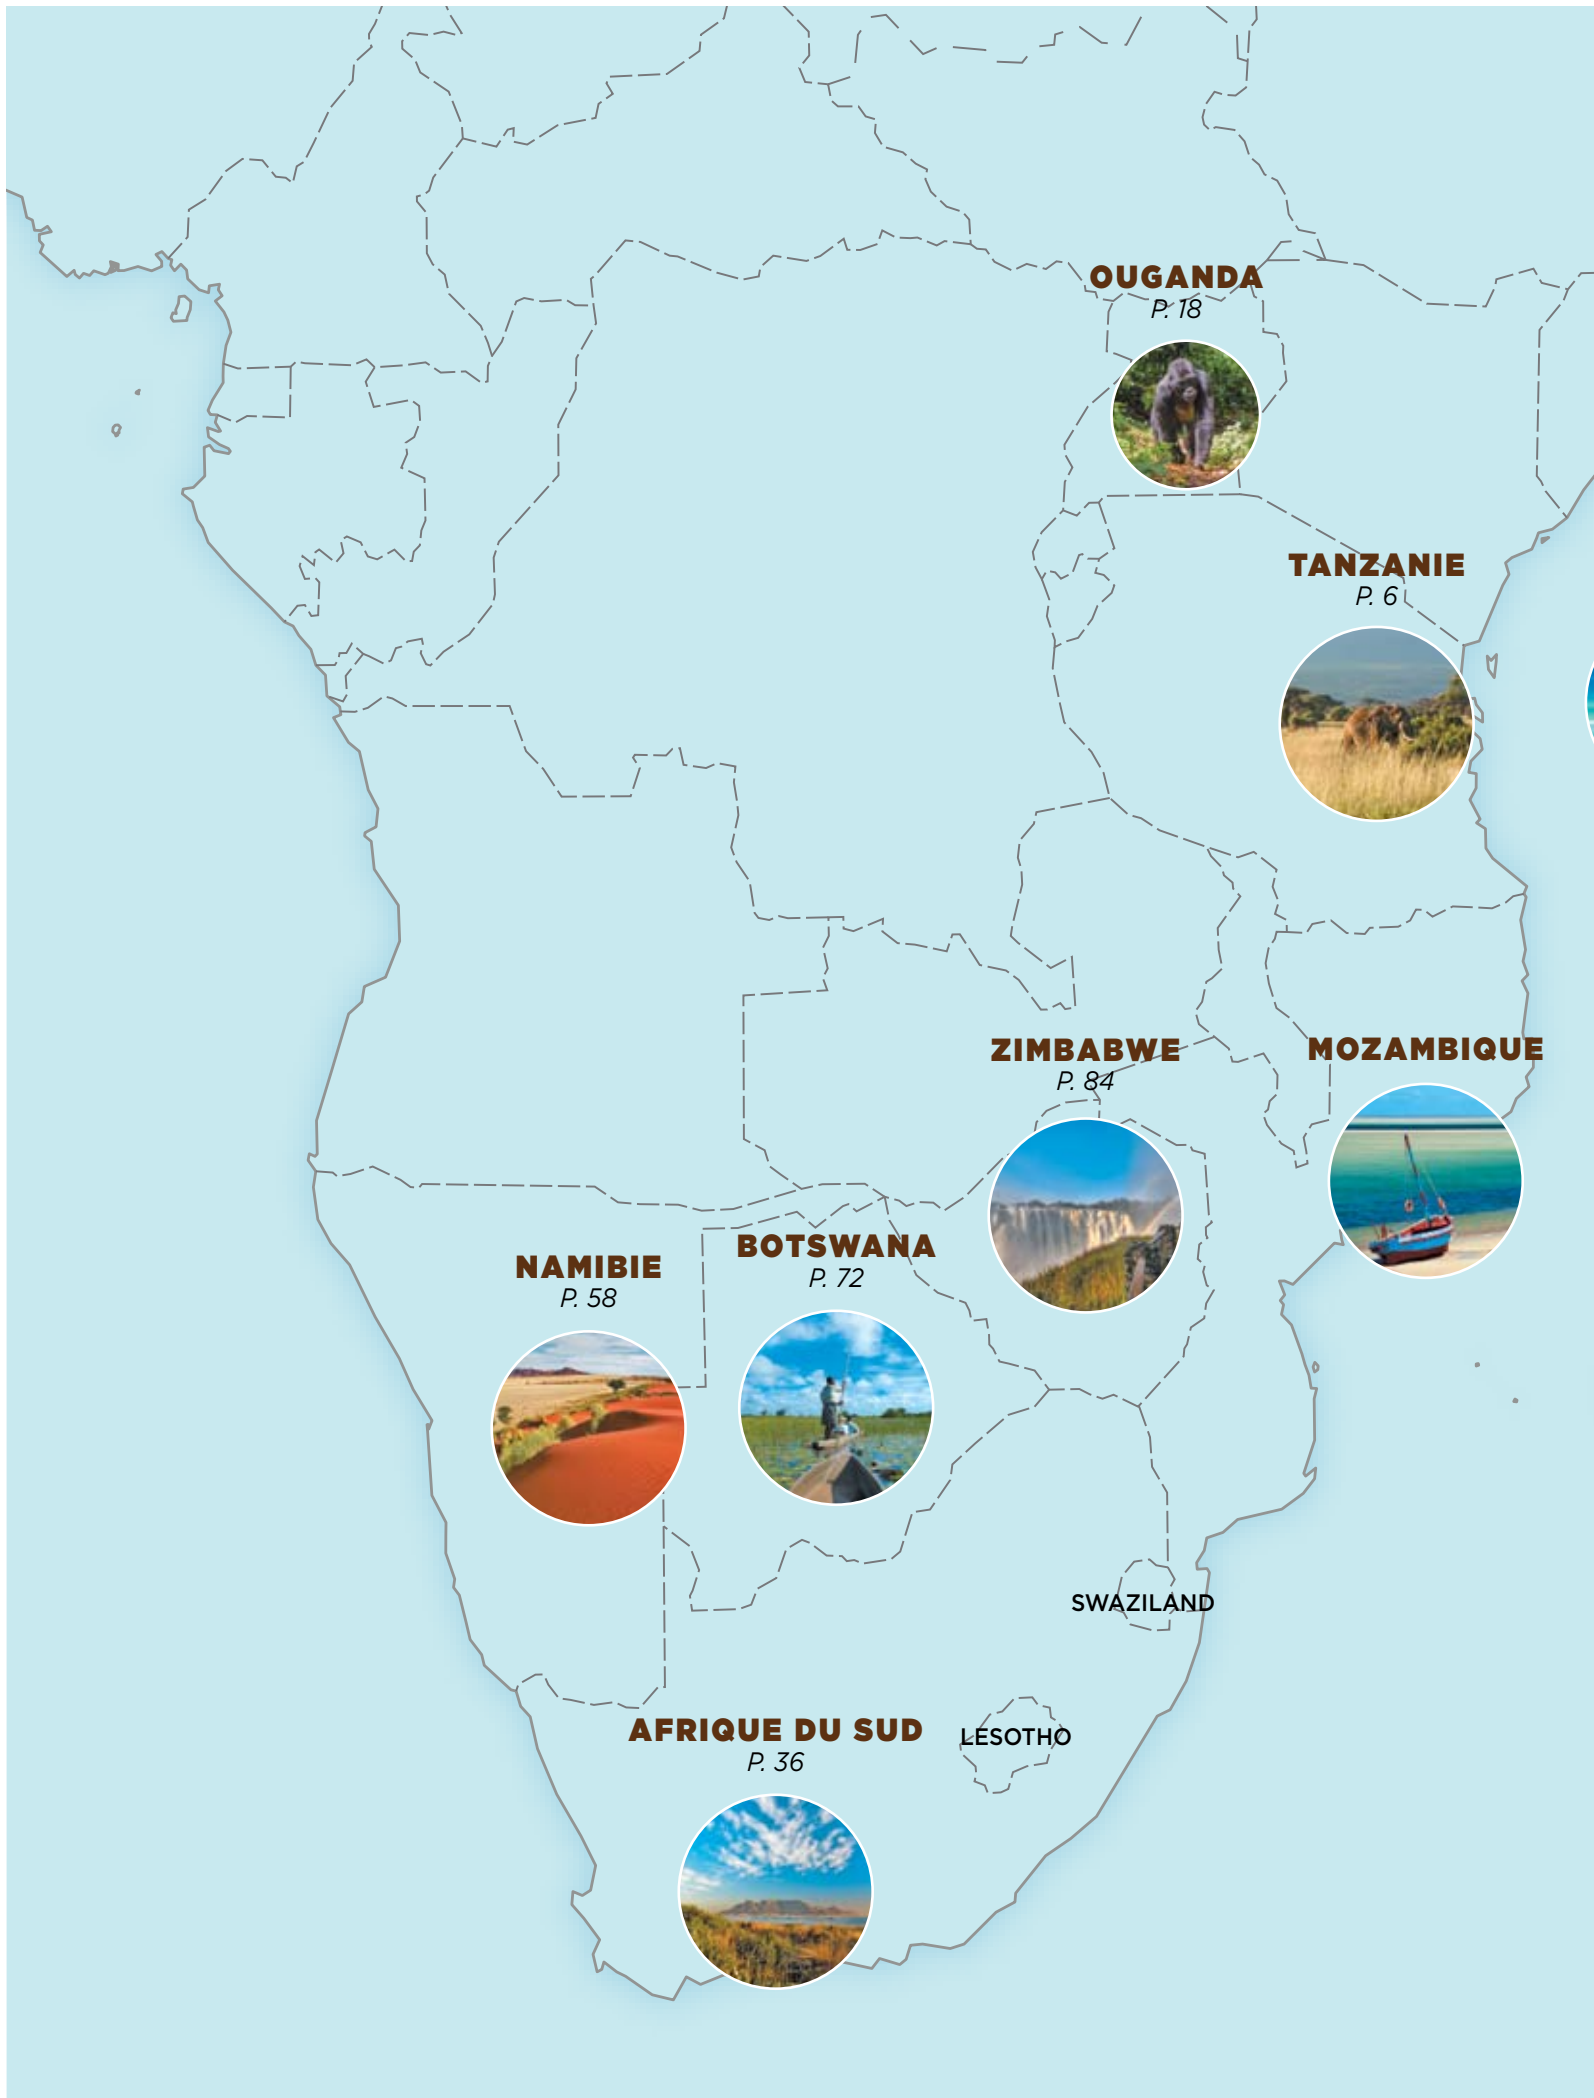 OUGANDA
P. 18
TANZANIE
P. 6
ZIMBABWE
P. 84
MOZAMBIQUE
NAMIBIE
P. 58
BOTSWANA
P. 72
SWAZILAND
AFRIQUE DU SUD
P. 36
LESOTHO